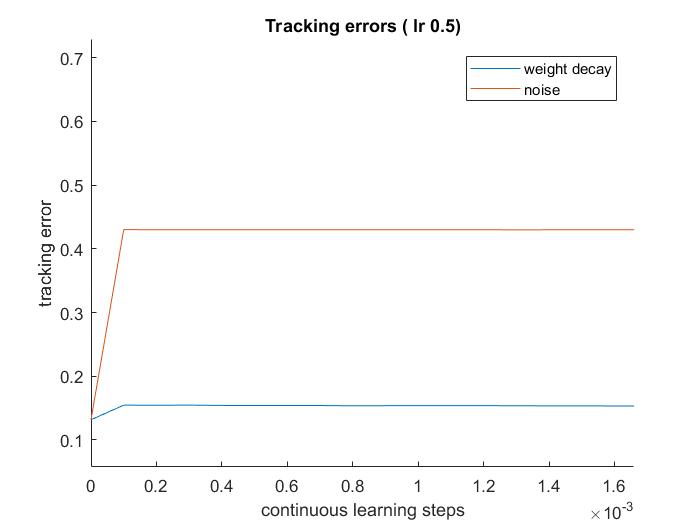 Tracking errors ( lr 0.5)
weight decay
noise
0.7
0.6
0.5
0.4
0.3
0.2
0.1
tracking error
0 0.2 0.4 0.6 0.8 1 1.2 1.4 1.6
continuous learning steps
×10-3